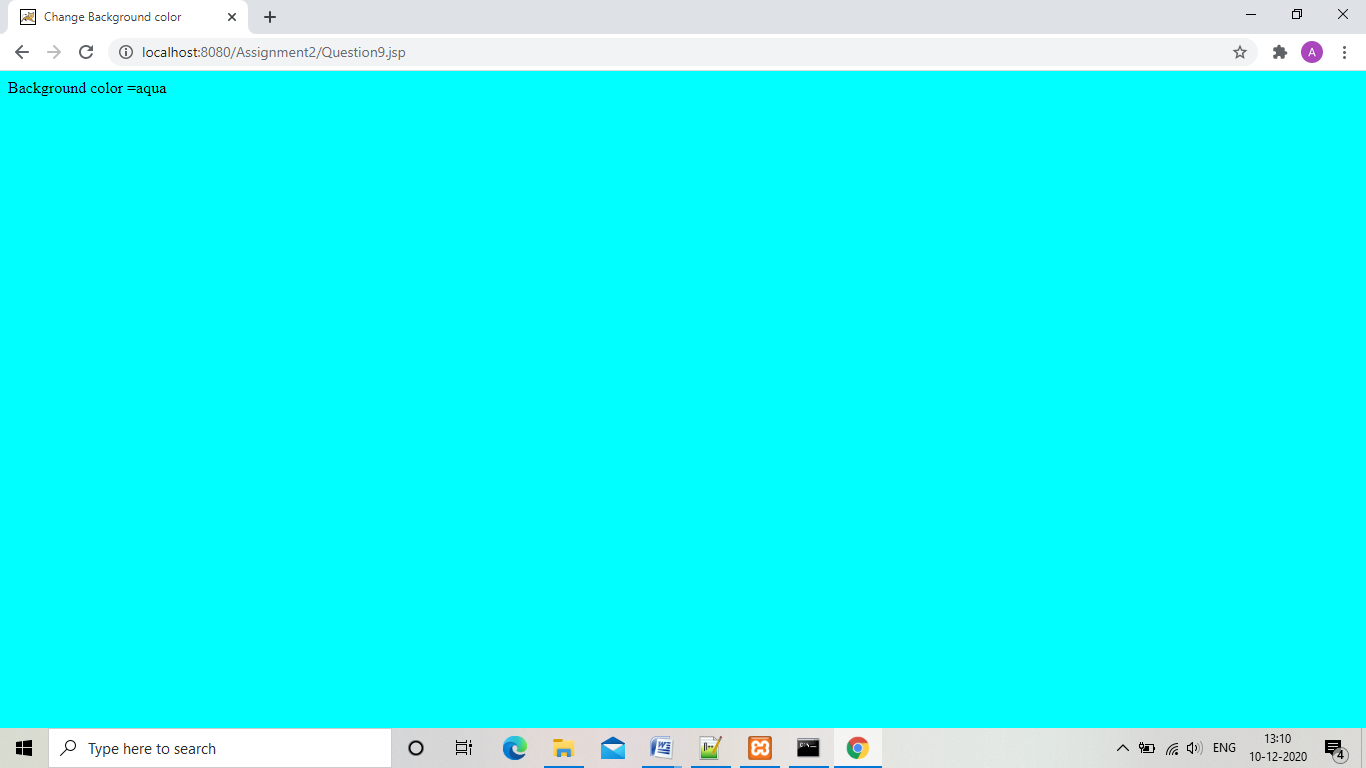 Change Background color
localhost:8080/Assignment2/Question9.jsp
A
Background color =aqua
Type here to search
ENG
13:10
10-12-2020
4